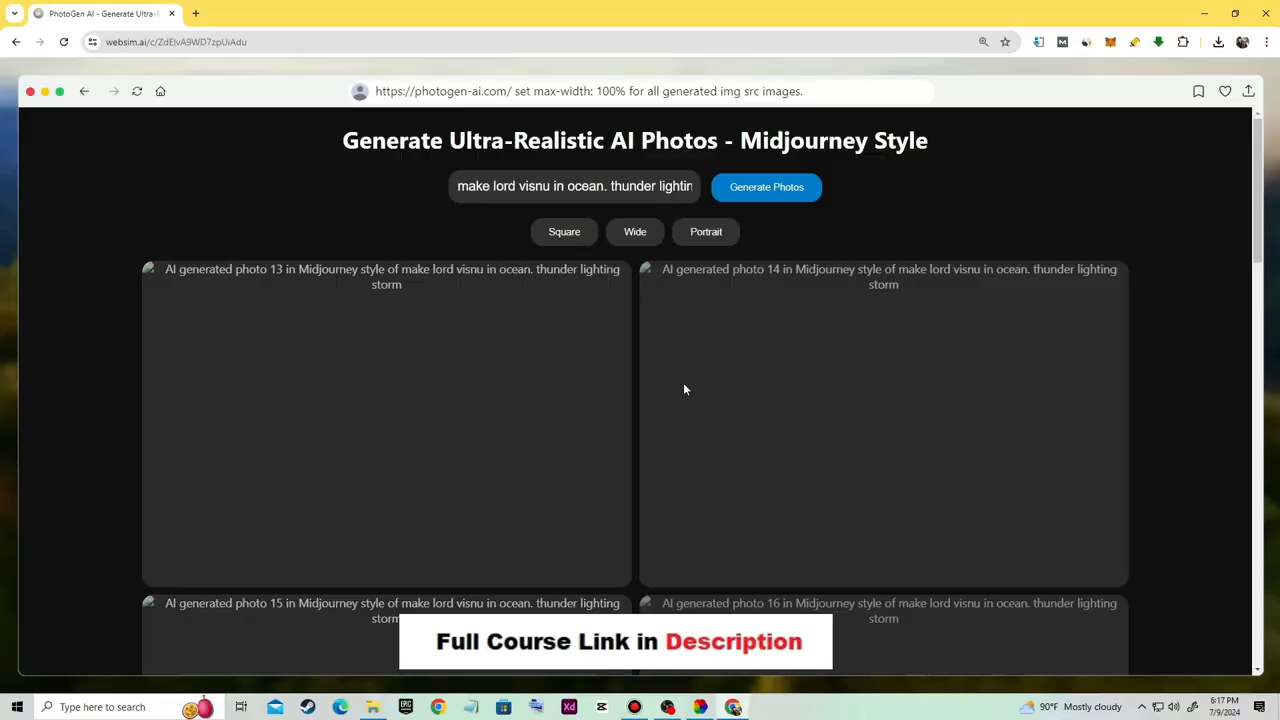 PhotoGen AI - Generate Ultra-R
websim.ai/c/ZdElvA9WD7zpUiAdu
https://photogen-ai.com/ set max-width: 100% for all generated img src images.
Generate Ultra-Realistic AI Photos - Midjourney Style
make lord visnu in ocean. thunder lightin
Generate Photos
Square
Wide
Portrait
AI generated photo 13 in Midjourney style of make lord visnu in ocean. thunder lighting
storm
AI generated photo 14 in Midjourney style of make lord visnu in ocean. thunder lighting
storm
AI generated photo 15 in Midjourney style of make lord visnu in ocean. thunder lighting
storm
AI generated photo 16 in Midjourney style of make lord visnu in ocean. thunder lighting
storm
Full Course Link in Description
Type here to search
EPIC
Xd
90°F Mostly cloudy
6:17 PM
7/9/2024